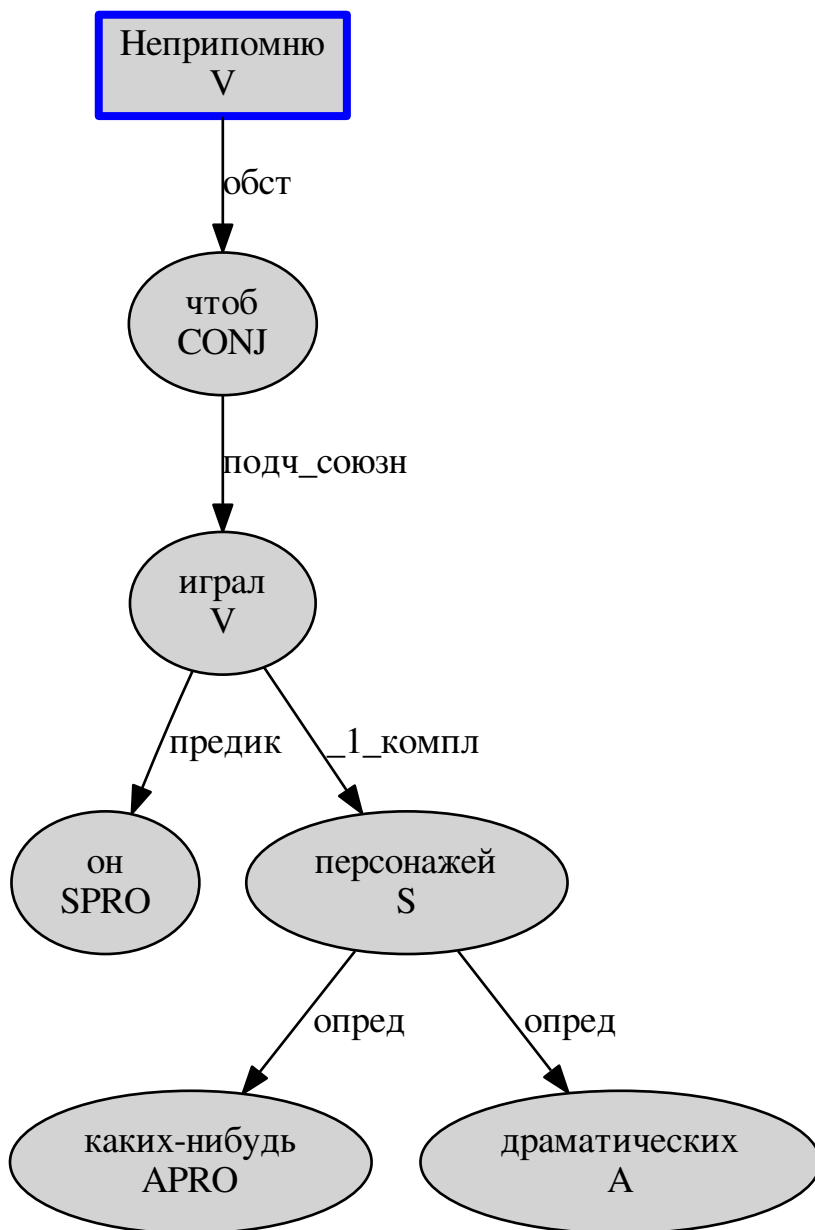 Неприпомню
V
обст
чтоб
CONJ
подч_союзн
играл
V
предик
_1_компл
он
SPRO
персонажей
S
опред
опред
каких-нибудь
APRO
драматических
A